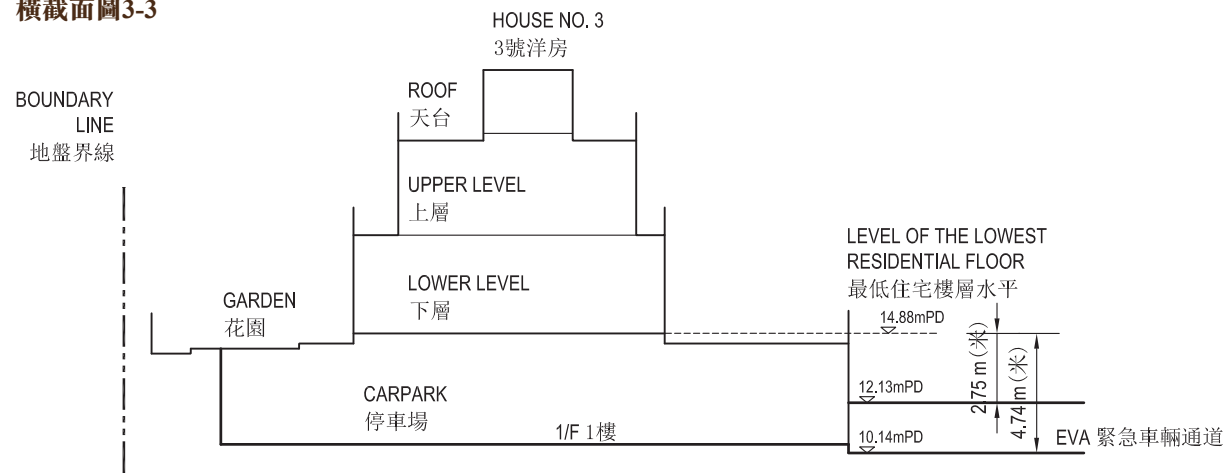 橫截面圖3-3
HOUSE NO. 3
3號洋房
BOUNDARY
LINE
地盤界線
ROOF
天台
UPPER LEVEL
上層
LOWER LEVEL
下層
GARDEN
花園
LEVEL OF THE LOWEST
RESIDENTIAL FLOOR
最低住宅樓層水平
14.88mPD
2.75 m (米)
4.74 m (米)
12.13mPD
CARPARK
停車場
1/F 1樓
10.14mPD
EVA 緊急車輛通道